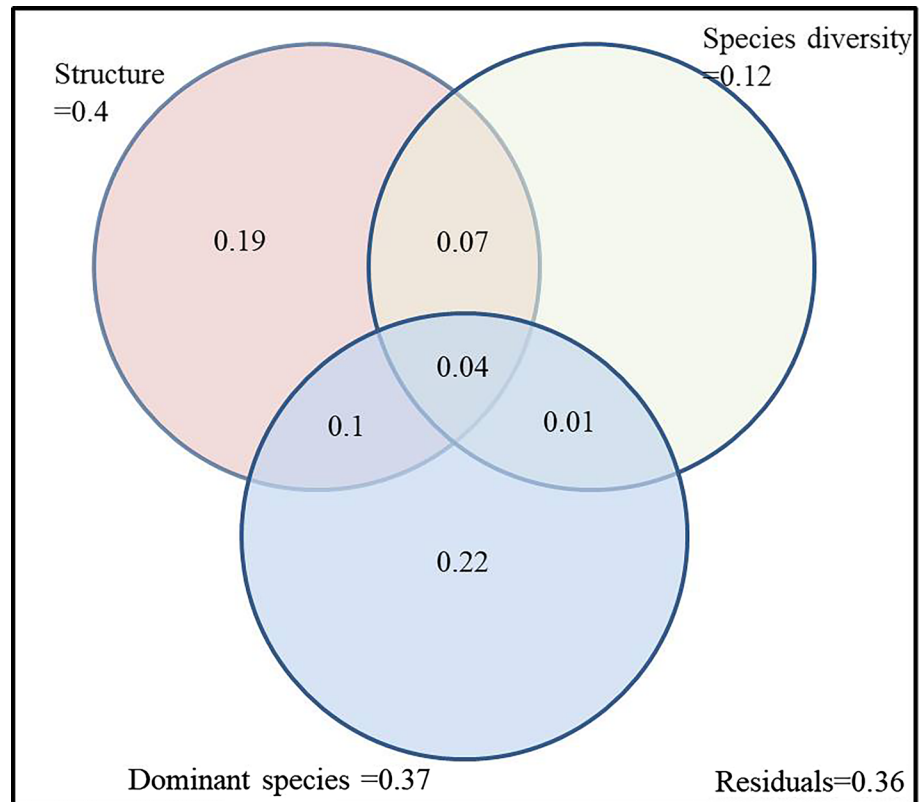 Species diversity
=0.12
Structure
=0.4
0.19
0.07
0.04
0.1
0.01
0.22
Dominant species =0.37
Residuals=0.36